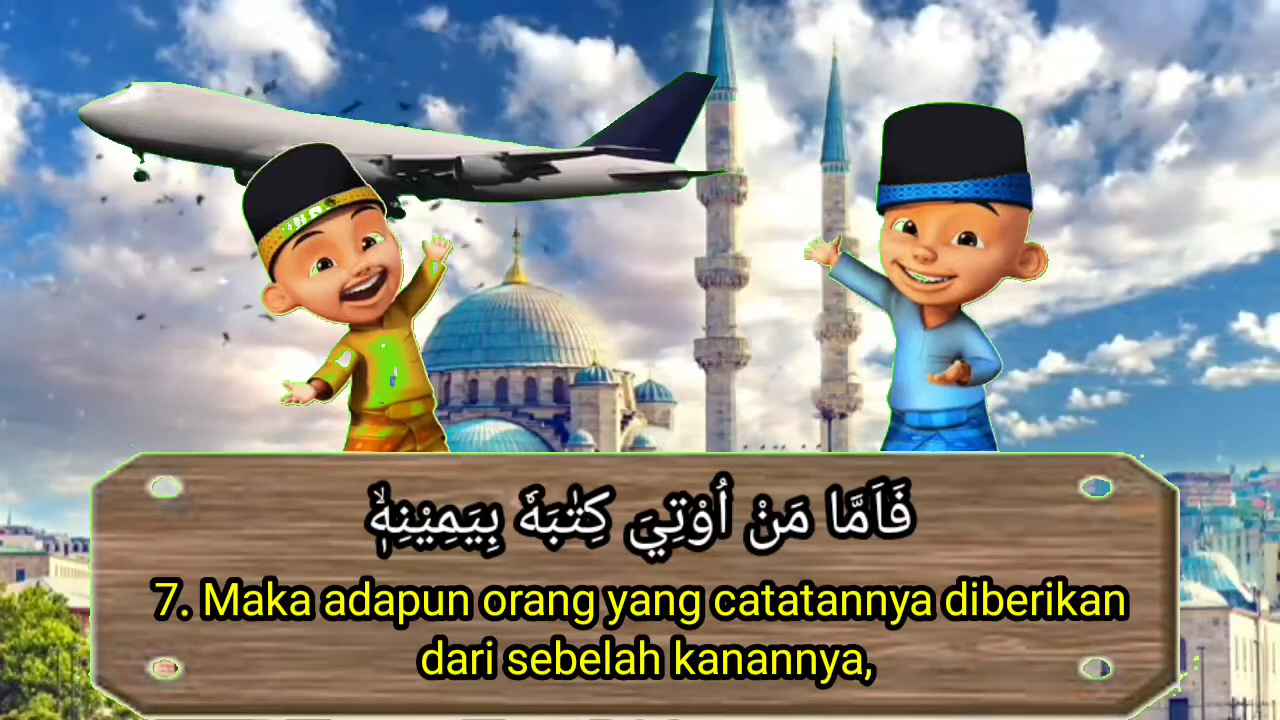 فَاَمَّا مَنْ اُوْتِيَ كِتٰبَهٗ بِيَمِيْنِهٖۙ
7. Maka adapun orang yang catatannya diberikan
dari sebelah kanannya,